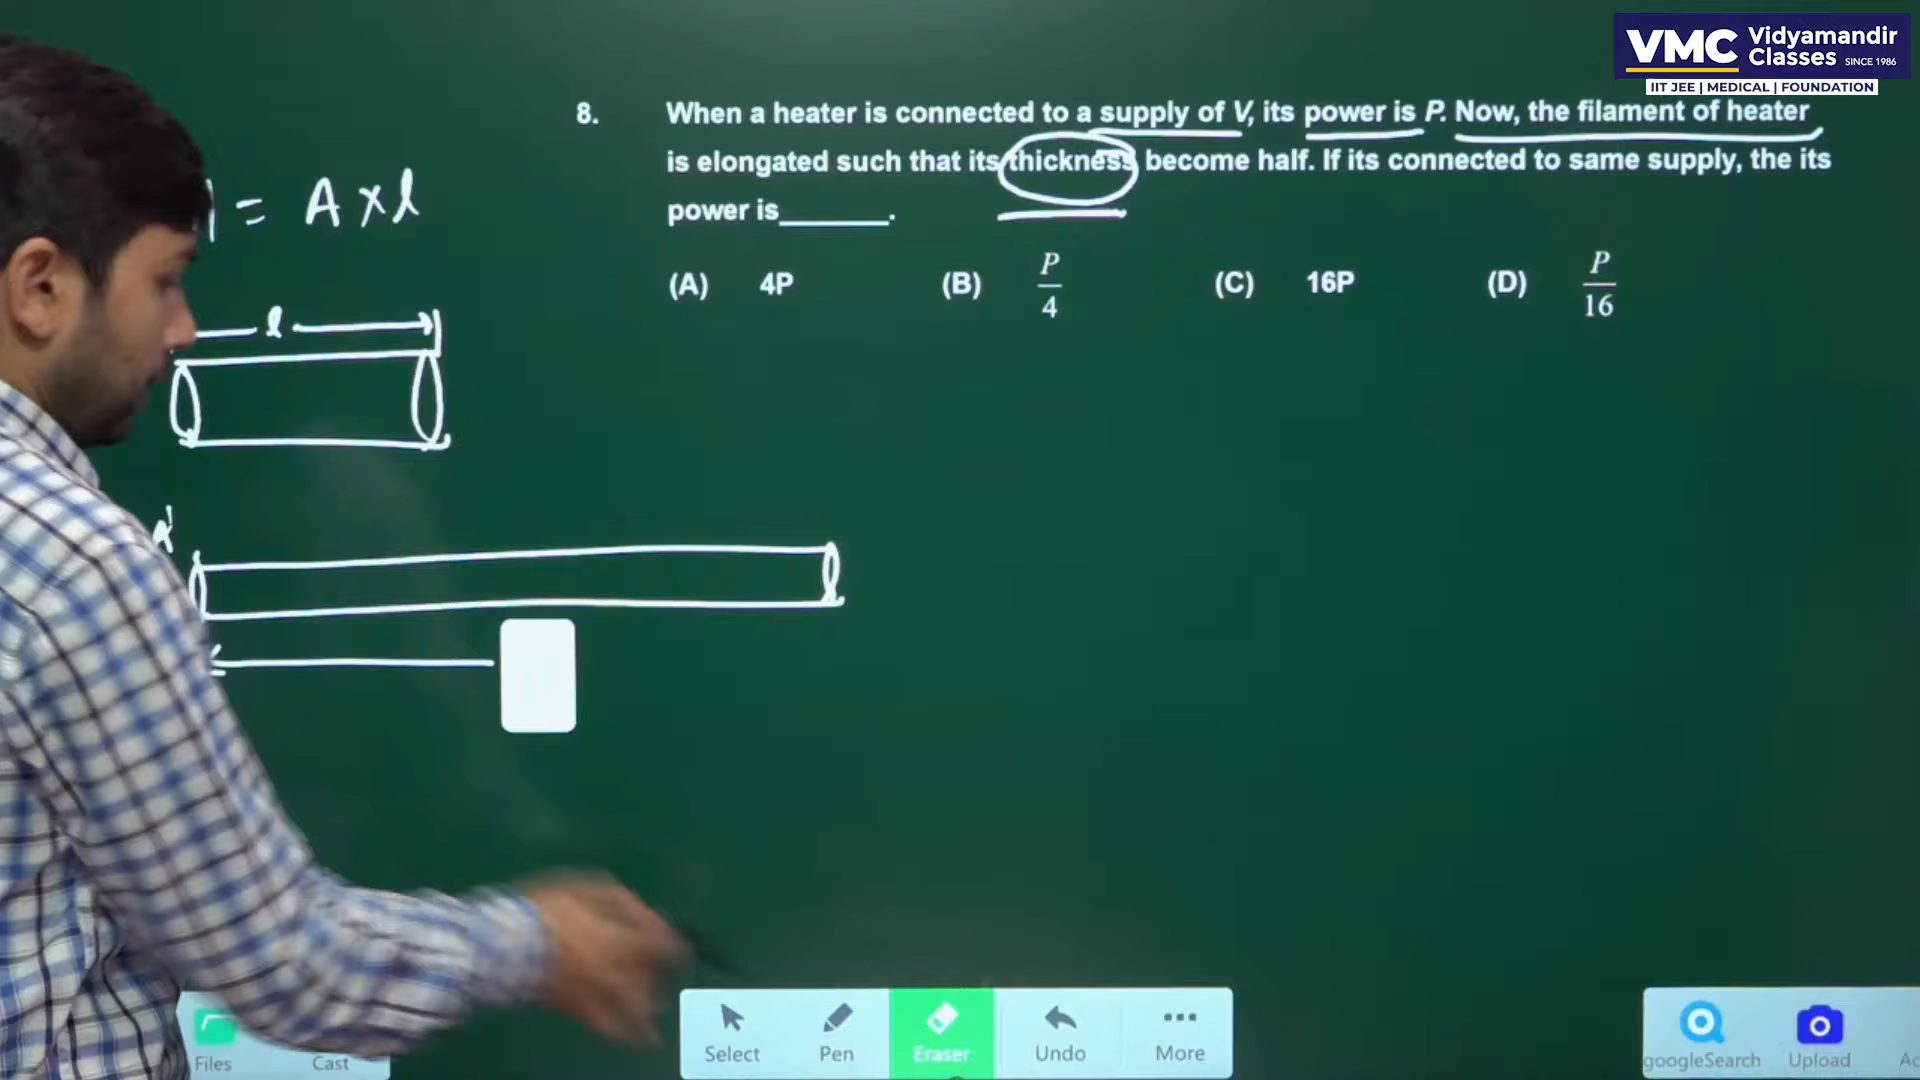 VMC Vidyamandir Classes SINCE 1986
IIT JEE | MEDICAL | FOUNDATION
8. When a heater is connected to a supply of V, its power is P. Now, the filament of heater
is elongated such that its thickness become half. If its connected to same supply, the its
power is_______.
(A) 4P (B) P/4 (C) 16P (D) P/16
= A × l
l
Files Cast
Select Pen Eraser Undo More
googleSearch Upload